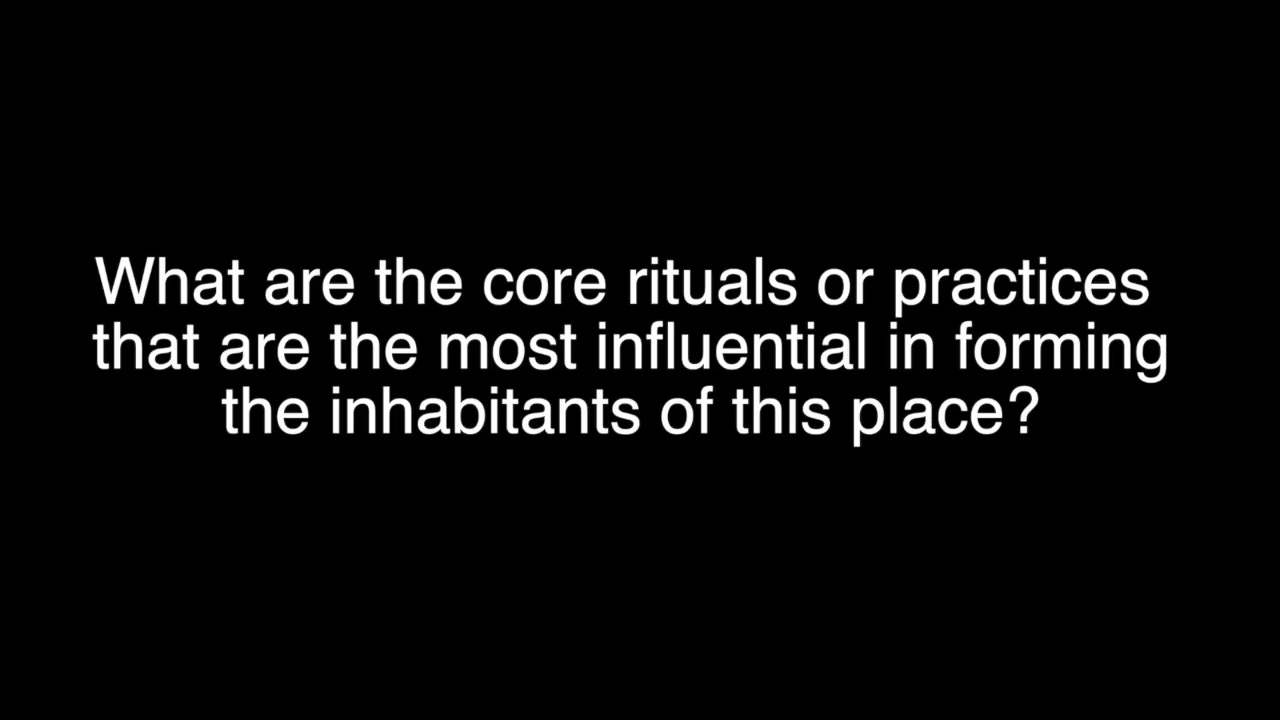 What are the core rituals or practices
that are the most influential in forming
the inhabitants of this place?